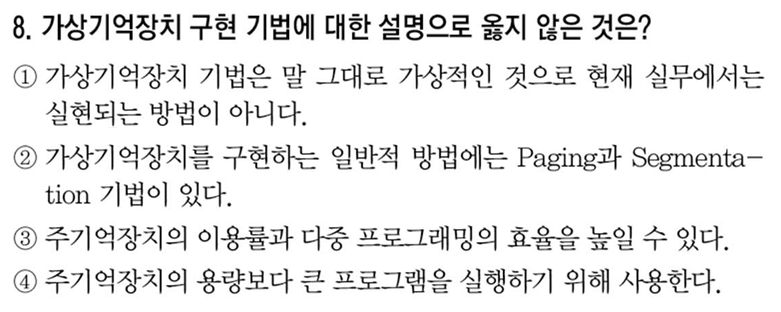 8. 가상기억장치 구현 기법에 대한 설명으로 옳지 않은 것은?
① 가상기억장치 기법은 말 그대로 가상적인 것으로 현재 실무에서는
실현되는 방법이 아니다.
② 가상기억장치를 구현하는 일반적 방법에는 Paging과 Segmenta-
tion 기법이 있다.
③ 주기억장치의 이용률과 다중 프로그래밍의 효율을 높일 수 있다.
④ 주기억장치의 용량보다 큰 프로그램을 실행하기 위해 사용한다.